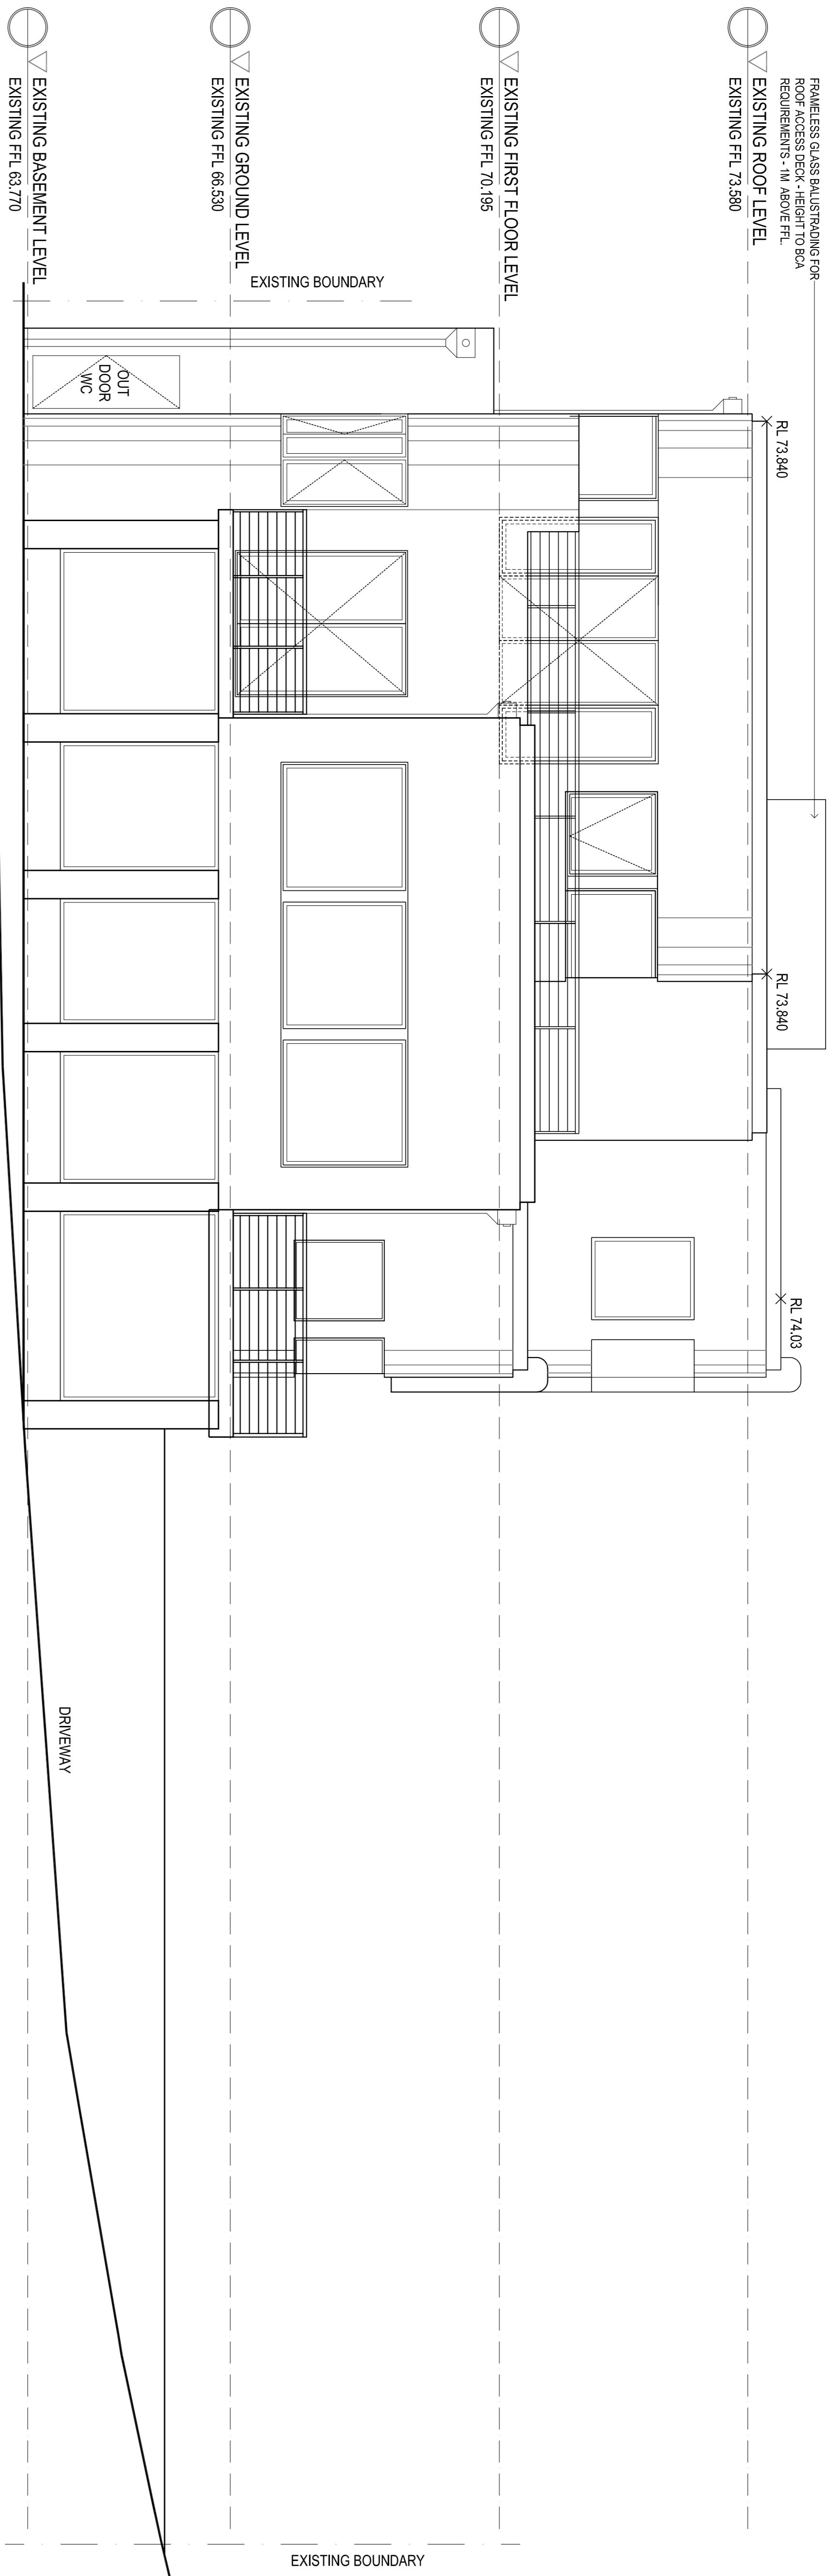 FRAMELESS GLASS BALUSTRADING FOR
ROOF ACCESS DECK - HEIGHT TO BCA
REQUIREMENTS - 1M ABOVE FFL.
EXISTING ROOF LEVEL
EXISTING FFL 73.580
EXISTING FIRST FLOOR LEVEL
EXISTING FFL 70.195
EXISTING GROUND LEVEL
EXISTING FFL 66.530
EXISTING BASEMENT LEVEL
EXISTING FFL 63.770
EXISTING BOUNDARY
OUT
DOOR
WC
RL 73.840
RL 73.840
RL 74.03
DRIVEWAY
EXISTING BOUNDARY